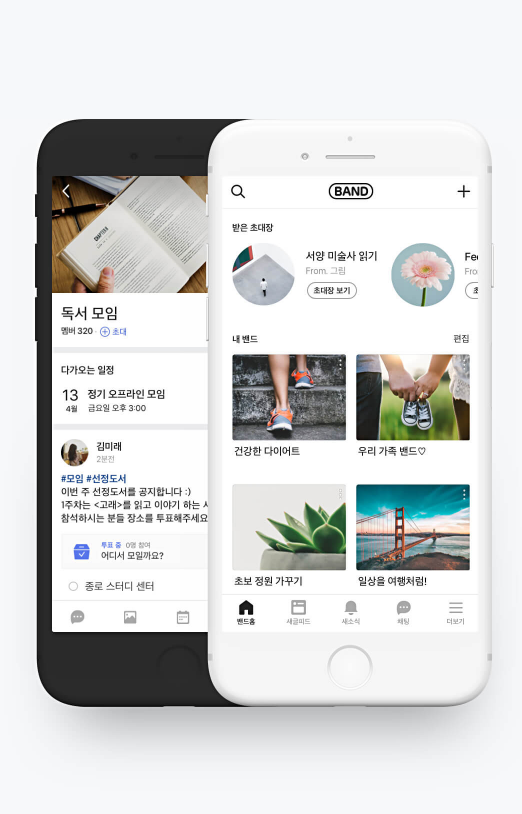 CHAPTER
독서 모임
멤버 320 · 초대
다가오는 일정
13 정기 오프라인 모임
4월 금요일 오후 3:00
김미래
2분전
#모임 #선정도서
이번 주 선정도서를 공지합니다 :)
1주차는 <고래>를 읽고 이야기 하는
참석하시는 분들 장소를 투표해주세요
투표 중 0명 참여
어디서 모일까요?
종로 스터디 센터
BAND
받은 초대장
서양 미술사 읽기
From. 그림
초대장 보기
내 밴드
편집
건강한 다이어트
우리 가족 밴드♡
초보 정원 가꾸기
일상을 여행처럼!
밴드홈
새글피드
새소식
채팅
더보기